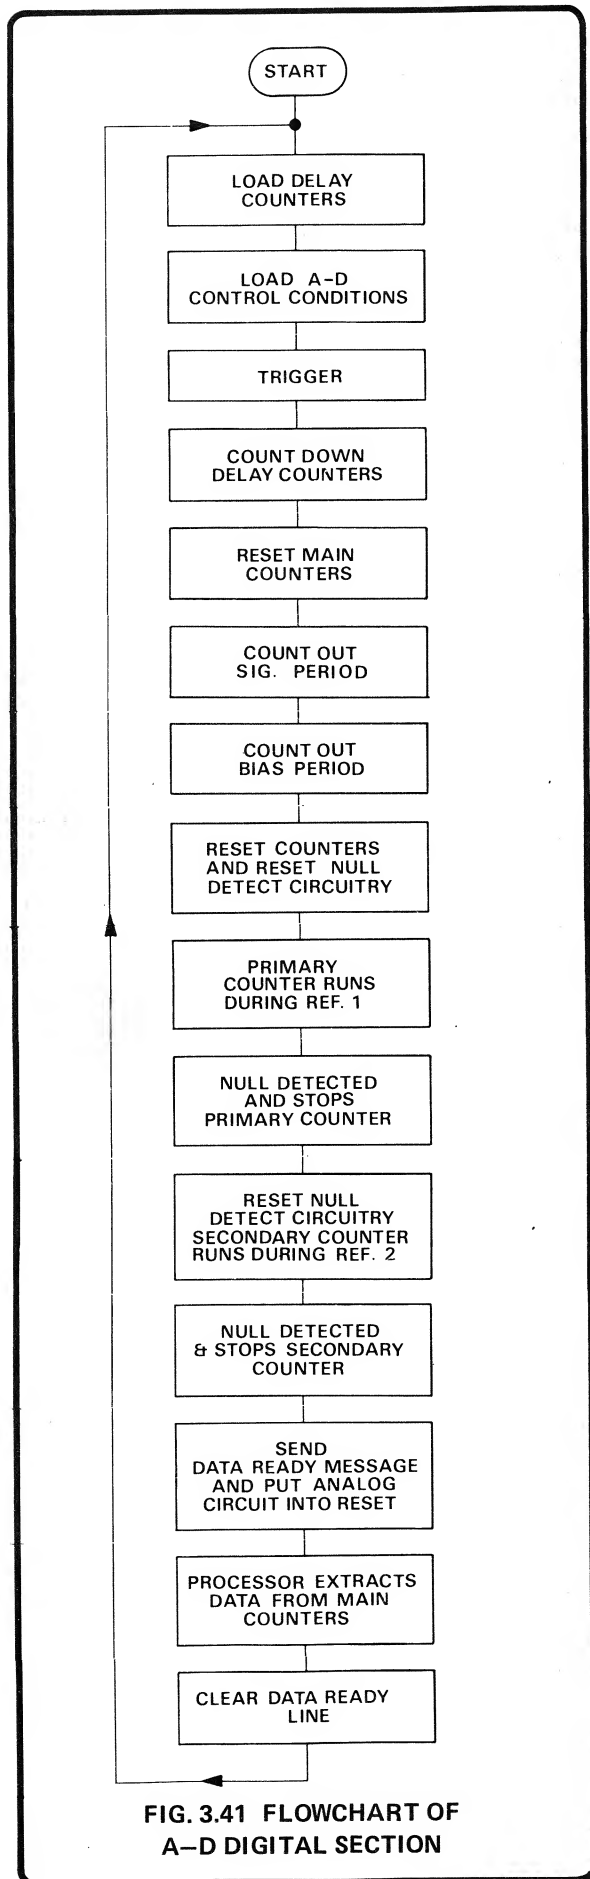 START
LOAD DELAY
COUNTERS
LOAD A-D
CONTROL CONDITIONS
TRIGGER
COUNT DOWN
DELAY COUNTERS
RESET MAIN
COUNTERS
COUNT OUT
SIG. PERIOD
COUNT OUT
BIAS PERIOD
RESET COUNTERS
AND RESET NULL
DETECT CIRCUITRY
PRIMARY
COUNTER RUNS
DURING REF. 1
NULL DETECTED
AND STOPS
PRIMARY COUNTER
RESET NULL
DETECT CIRCUITRY
SECONDARY COUNTER
RUNS DURING REF. 2
NULL DETECTED
& STOPS SECONDARY
COUNTER
SEND
DATA READY MESSAGE
AND PUT ANALOG
CIRCUIT INTO RESET
PROCESSOR EXTRACTS
DATA FROM MAIN
COUNTERS
CLEAR DATA READY
LINE
FIG. 3.41 FLOWCHART OF
A–D DIGITAL SECTION